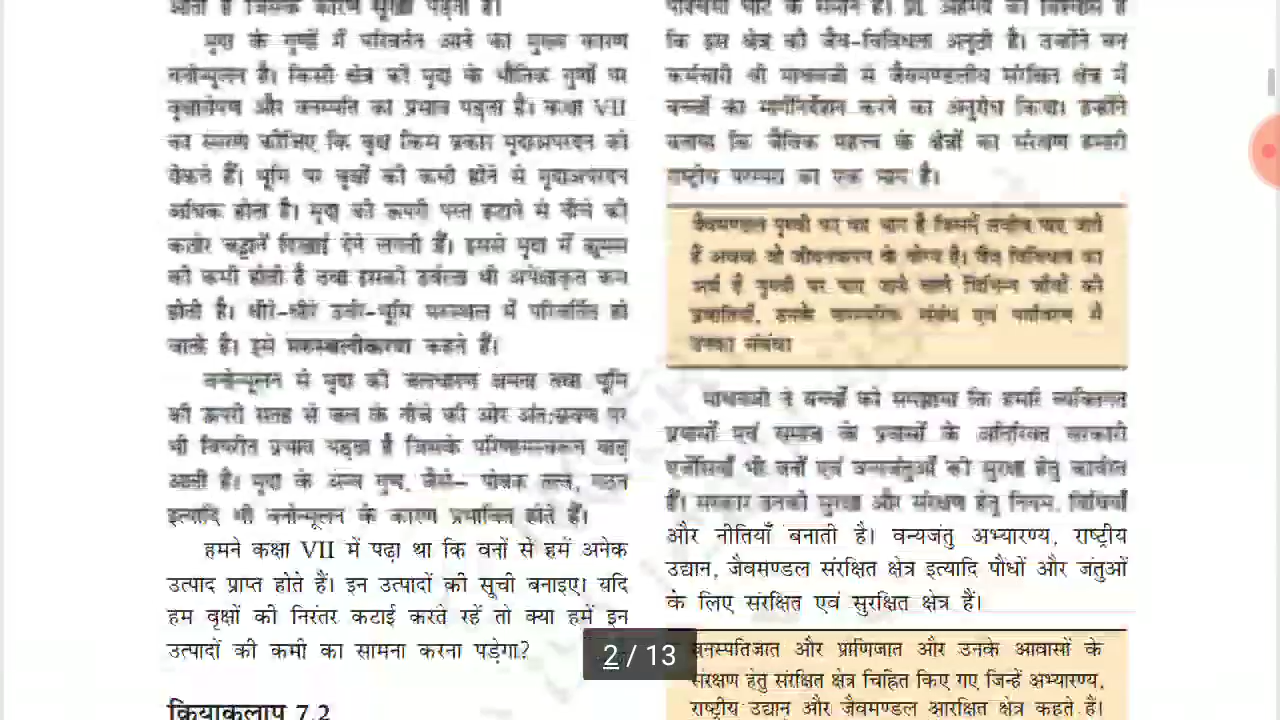 मृदा के गुणों में परिवर्तन आने का मुख्य कारण
वनोन्मूलन है। किसी क्षेत्र की मृदा के भौतिक गुणों पर
वृक्षारोपण और वनस्पति का प्रभाव पड़ता है। कक्षा VII
का स्मरण कीजिए कि वृक्ष किस प्रकार मृदाअपरदन को
रोकते हैं। भूमि पर वृक्षों की कमी होने से मृदाअपरदन
अधिक होता है। मृदा की ऊपरी परत हटाने से नीचे की
कठोर चट्टानें दिखाई देने लगती हैं। इससे मृदा में ह्यूमस
की कमी होती है तथा इसकी उर्वरता भी अपेक्षाकृत कम
होती है। धीरे-धीरे उर्वर-भूमि मरुस्थल में परिवर्तित हो
जाती है। इसे मरुस्थलीकरण कहते हैं।
वनोन्मूलन से मृदा की जलधारण क्षमता तथा भूमि
की ऊपरी सतह से जल के नीचे की ओर अंतःस्रवण पर
भी विपरीत प्रभाव पड़ता है जिसके परिणामस्वरूप बाढ़
आती है। मृदा के अन्य गुण, जैसे– पोषक तत्व, गठन
इत्यादि भी वनोन्मूलन के कारण प्रभावित होते हैं।
हमने कक्षा VII में पढ़ा था कि वनों से हमें अनेक
उत्पाद प्राप्त होते हैं। इन उत्पादों की सूची बनाइए। यदि
हम वृक्षों की निरंतर कटाई करते रहें तो क्या हमें इन
उत्पादों की कमी का सामना करना पड़ेगा?
क्रियाकलाप 7.2
कि इस क्षेत्र की जैव-विविधता अनूठी है। उन्होंने वन
कर्मचारी श्री माधवजी से जैवमण्डलीय संरक्षित क्षेत्र में
बच्चों का मार्गनिर्देशन करने का अनुरोध किया। उन्होंने
बताया कि जैविक महत्व के क्षेत्रों का संरक्षण हमारी
राष्ट्रीय परम्परा का एक भाग है।
जैवमण्डल पृथ्वी का वह भाग है जिसमें सजीव पाए जाते
हैं अथवा जो जीवनयापन के योग्य है। जैव विविधता का
अर्थ है पृथ्वी पर पाए जाने वाले विभिन्न जीवों की
प्रजातियाँ, उनके पारस्परिक संबंध एवं पर्यावरण से
उनका संबंध।
माधवजी ने बच्चों को समझाया कि हमारे व्यक्तिगत
प्रयासों एवं समाज के प्रयासों के अतिरिक्त सरकारी
एजेंसियाँ भी वनों एवं वन्यजंतुओं की सुरक्षा हेतु कार्यरत
हैं। सरकार उनकी सुरक्षा और संरक्षण हेतु नियम, विधियाँ
और नीतियाँ बनाती है। वन्यजंतु अभ्यारण्य, राष्ट्रीय
उद्यान, जैवमंण्डल संरक्षित क्षेत्र इत्यादि पौधों और जंतुओं
के लिए संरक्षित एवं सुरक्षित क्षेत्र हैं।
वनस्पतिजात और प्राणिजात और उनके आवासों के
संरक्षण हेतु संरक्षित क्षेत्र चिह्नित किए गए जिन्हें अभ्यारण्य,
राष्ट्रीय उद्यान और जैवमण्डल आरक्षित क्षेत्र कहते हैं।
2 / 13